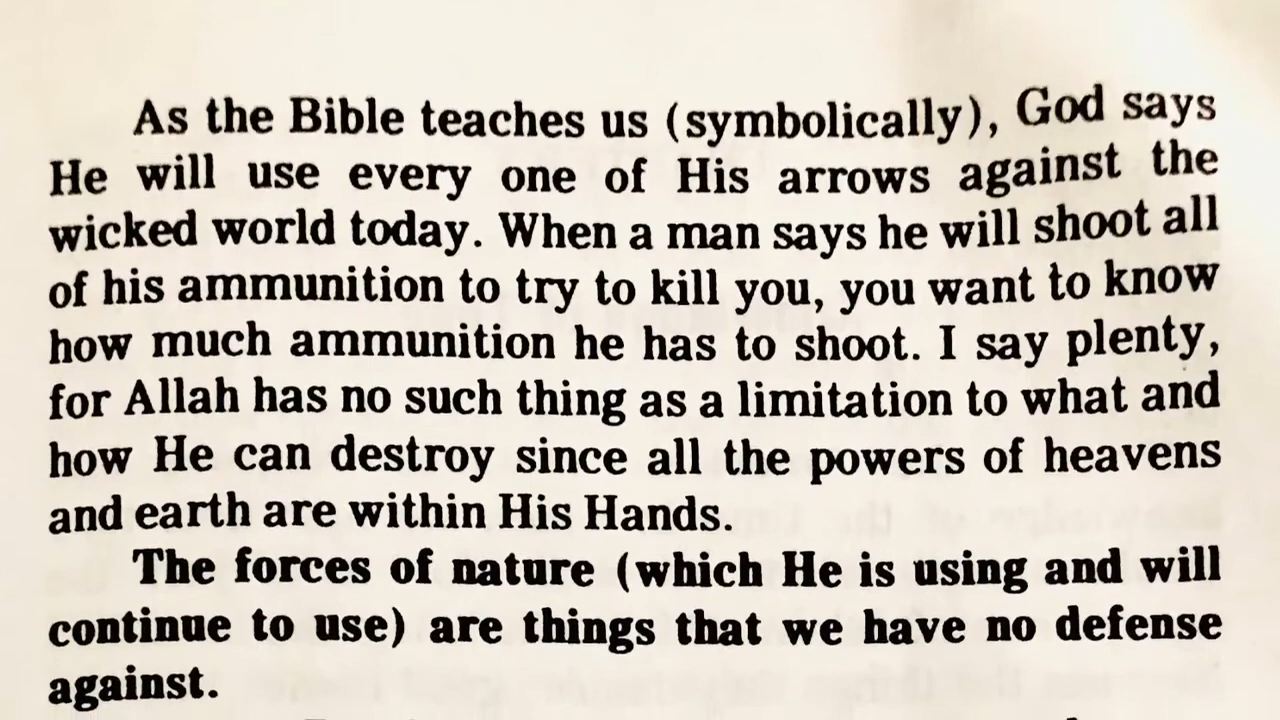 As the Bible teaches us (symbolically), God says
He will use every one of His arrows against the
wicked world today. When a man says he will shoot all
of his ammunition to try to kill you, you want to know
how much ammunition he has to shoot. I say plenty,
for Allah has no such thing as a limitation to what and
how He can destroy since all the powers of heavens
and earth are within His Hands.
The forces of nature (which He is using and will
continue to use) are things that we have no defense
against.